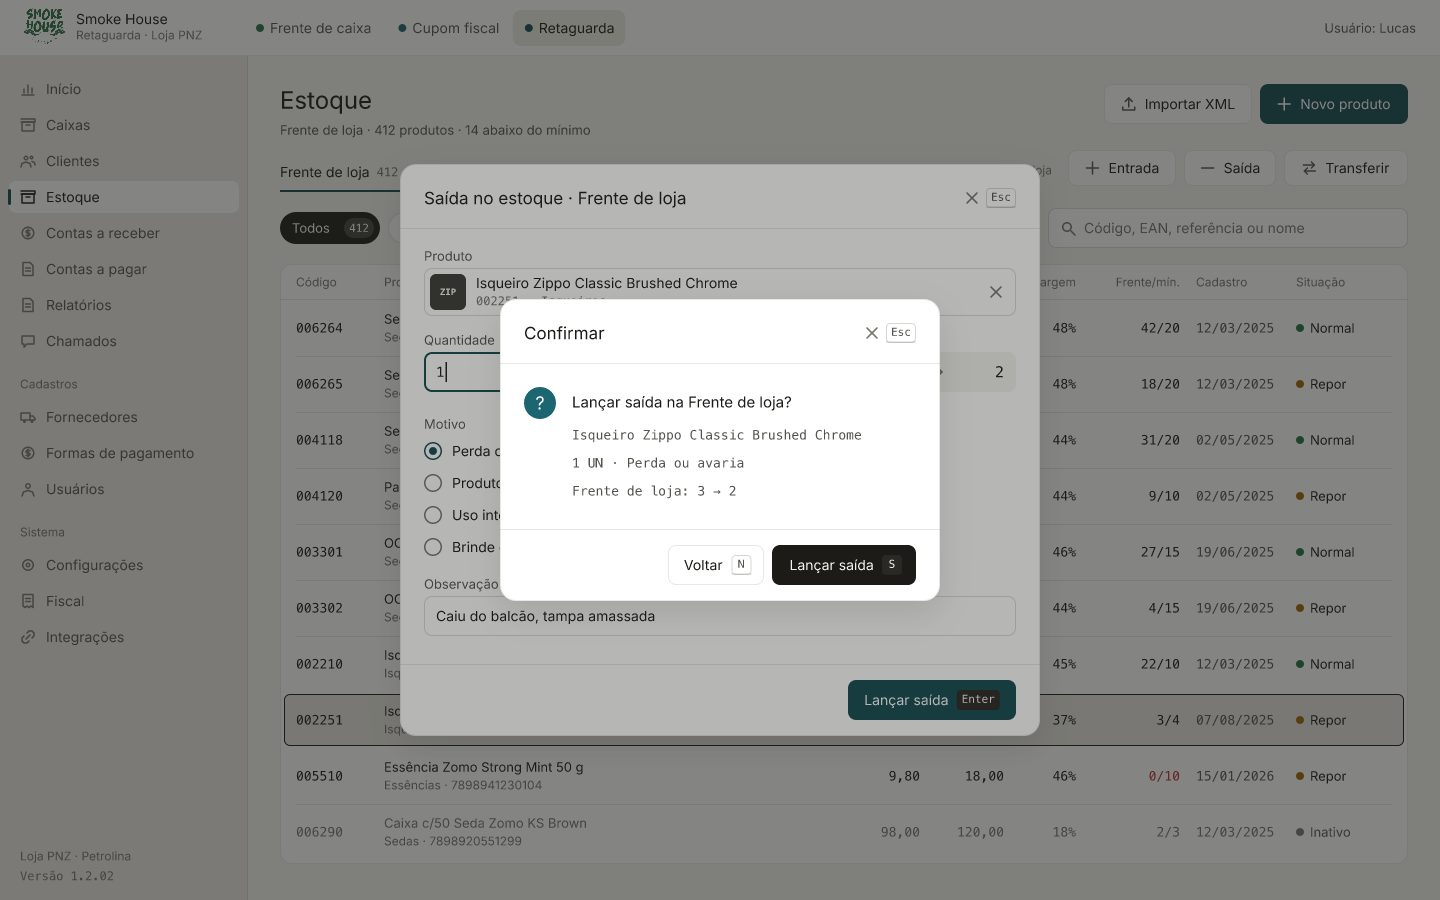 SMOKE HOUSE
Smoke House
Retaguarda · Loja PNZ
Frente de caixa
Cupom fiscal
Retaguarda
Usuário: Lucas
Início
Caixas
Clientes
Estoque
Contas a receber
Contas a pagar
Relatórios
Chamados
Cadastros
Fornecedores
Formas de pagamento
Usuários
Sistema
Configurações
Fiscal
Integrações
Loja PNZ · Petrolina
Versão 1.2.02
Estoque
Frente de loja · 412 produtos · 14 abaixo do mínimo
Importar XML
Novo produto
Frente de loja 412
Entrada
Saída
Transferir
Todos 412
Código, EAN, referência ou nome
Código
Frente/mín. Cadastro Situação
006264 48% 42/20 12/03/2025 Normal
006265 48% 18/20 12/03/2025 Repor
004118 44% 31/20 02/05/2025 Normal
004120 44% 9/10 02/05/2025 Repor
003301 46% 27/15 19/06/2025 Normal
003302 44% 4/15 19/06/2025 Repor
002210 45% 22/10 12/03/2025 Normal
002251 37% 3/4 07/08/2025 Repor
005510 Essência Zomo Strong Mint 50 g 9,80 18,00 46% 0/10 15/01/2026 Repor
Essências · 7898941230104
006290 Caixa c/50 Seda Zomo KS Brown 98,00 120,00 18% 2/3 12/03/2025 Inativo
Sedas · 7898920551299
Saída no estoque · Frente de loja
Esc
Produto
ZIP
Isqueiro Zippo Classic Brushed Chrome
Quantidade
1
2
Motivo
Perda
Produto
Uso
Brinde
Observação
Caiu do balcão, tampa amassada
Lançar saída Enter
Confirmar
Esc
?
Lançar saída na Frente de loja?
Isqueiro Zippo Classic Brushed Chrome
1 UN · Perda ou avaria
Frente de loja: 3 → 2
Voltar N
Lançar saída S